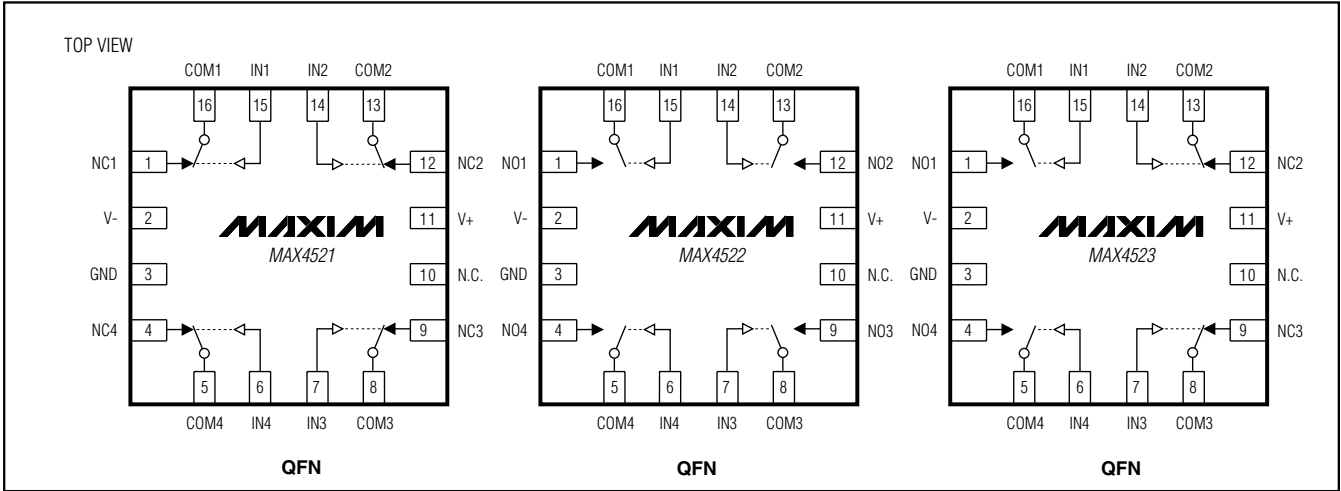 TOP VIEW
COM1 IN1 IN2 COM2
16 15 14 13
NC1 1 12 NC2
V- 2 11 V+
MAXIM
MAX4521
GND 3 10 N.C.
NC4 4 9 NC3
5 6 7 8
COM4 IN4 IN3 COM3
QFN
COM1 IN1 IN2 COM2
16 15 14 13
NO1 1 12 NO2
V- 2 11 V+
MAXIM
MAX4522
GND 3 10 N.C.
NO4 4 9 NO3
5 6 7 8
COM4 IN4 IN3 COM3
QFN
COM1 IN1 IN2 COM2
16 15 14 13
NO1 1 12 NC2
V- 2 11 V+
MAXIM
MAX4523
GND 3 10 N.C.
NO4 4 9 NC3
5 6 7 8
COM4 IN4 IN3 COM3
QFN